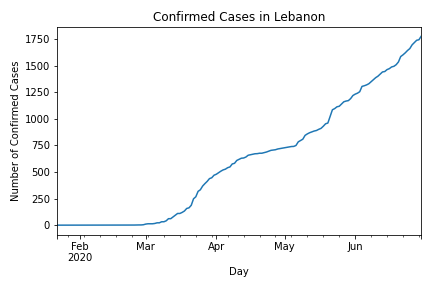 Confirmed Cases in Lebanon
Number of Confirmed Cases
1750
1500
1250
1000
750
500
250
0
Feb
2020
Mar
Apr
May
Jun
Day